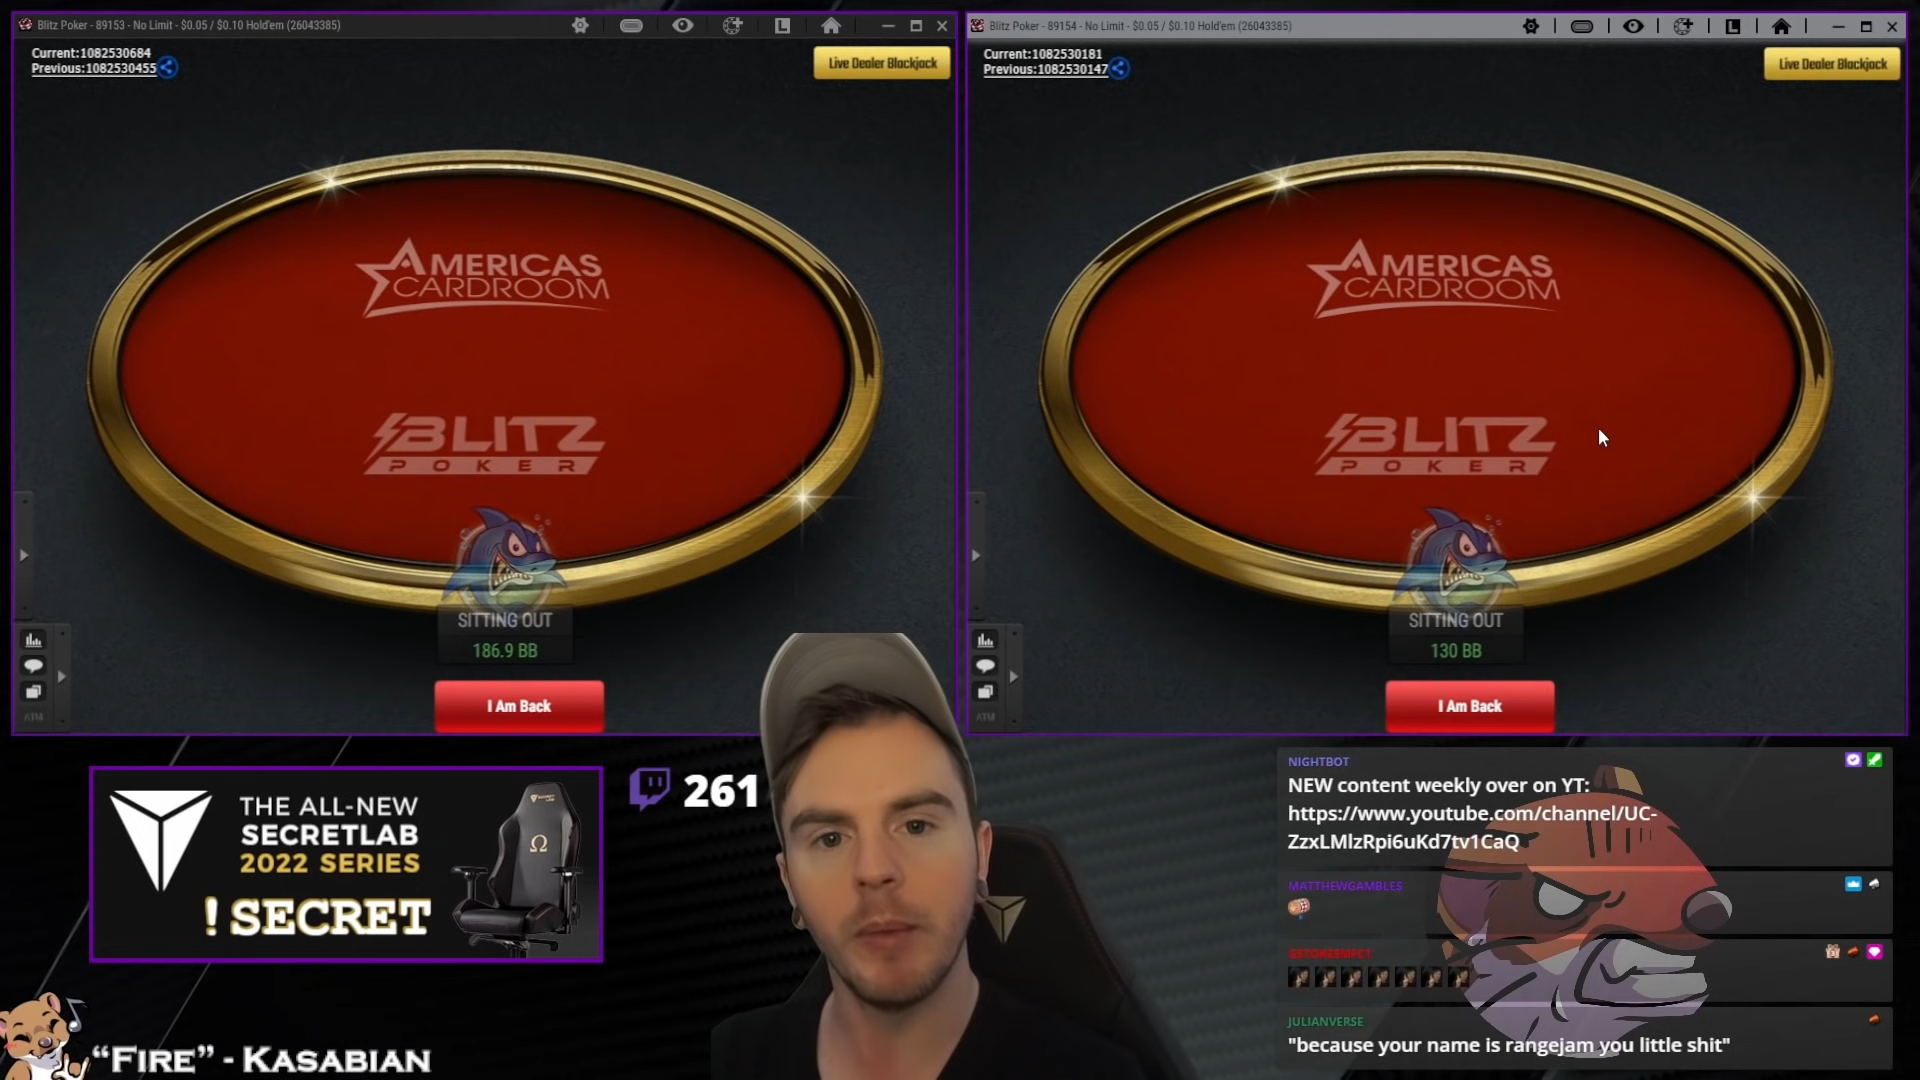 Blitz Poker - 89153 - No Limit - $0.05 / $0.10 Hold'em (26043385)
Current:1082530684
Previous:1082530455
Live Dealer Blackjack
AMERICAS
CARDROOM
BLITZ
POKER
SITTING OUT
186.9 BB
I Am Back
ATM
Blitz Poker - 89154 - No Limit - $0.05 / $0.10 Hold'em (26043385)
Current:1082530181
Previous:1082530147
Live Dealer Blackjack
AMERICAS
CARDROOM
BLITZ
POKER
SITTING OUT
130 BB
I Am Back
ATM
THE ALL-NEW
SECRETLAB
2022 SERIES
!SECRET
261
"FIRE" - KASABIAN
NIGHTBOT
NEW content weekly over on YT:
https://www.youtube.com/channel/UC-
ZzxLMlzRpi6uKd7tv1CaQ
MATTHEWGAMBLES
JULIANVERSE
"because your name is rangejam you little shit"